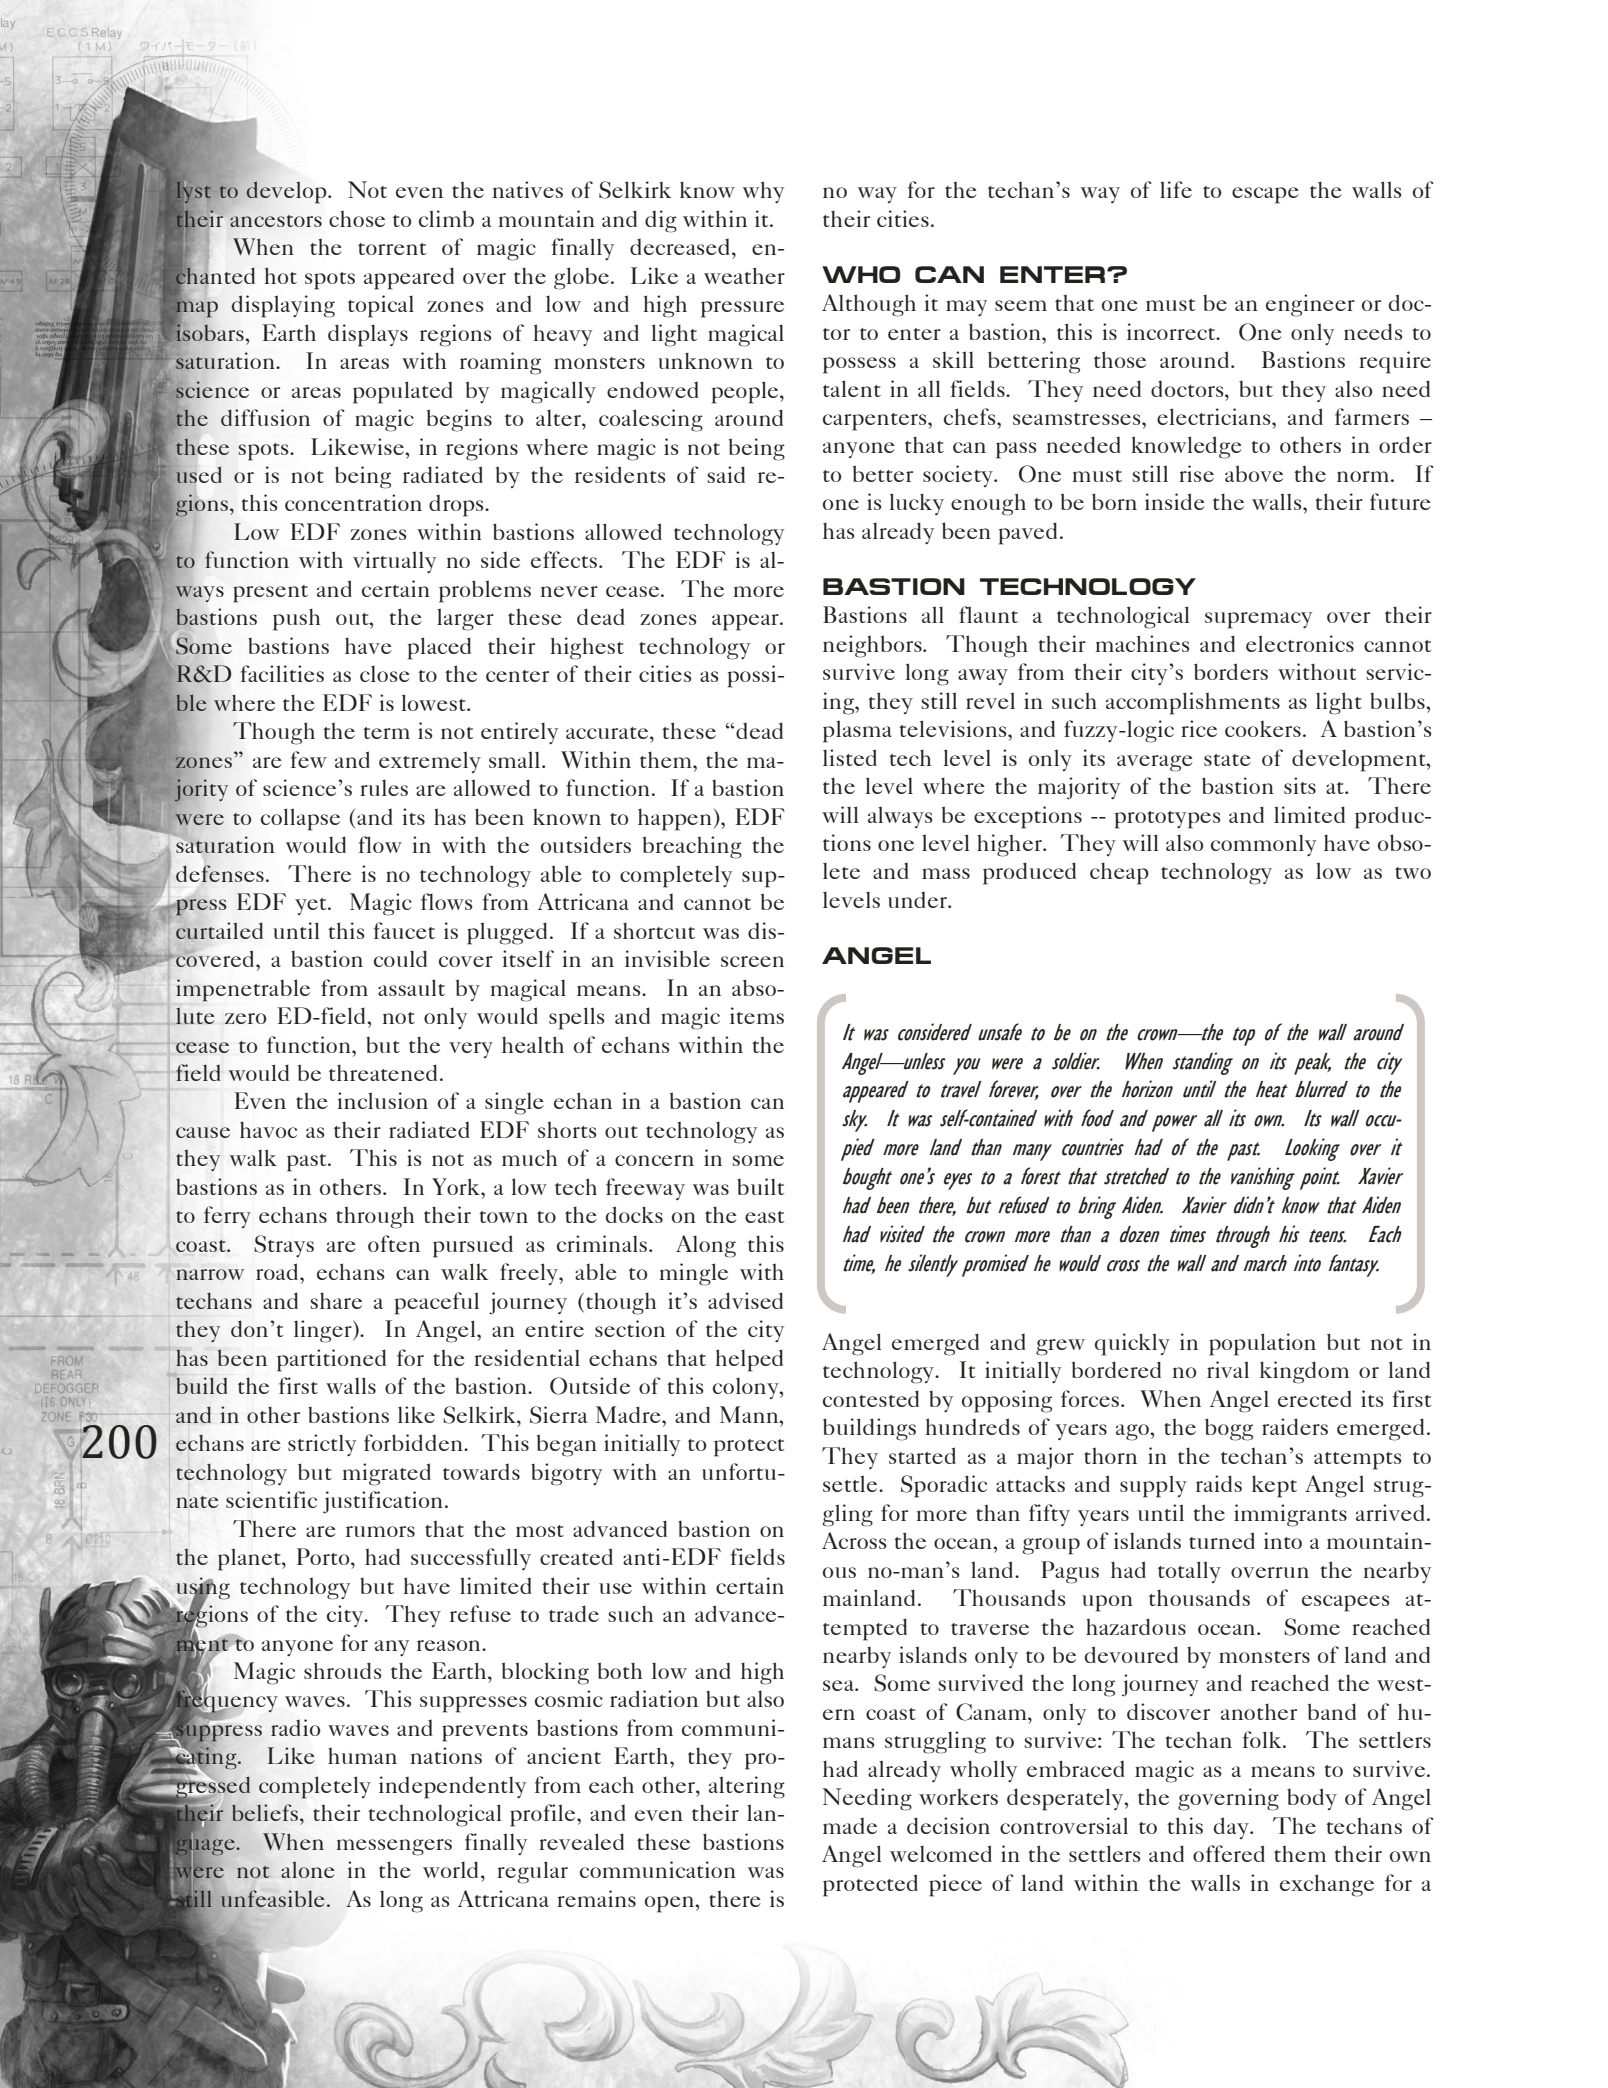 ECCS Relay
(1M)
ワイパーモーター (前)
lyst to develop.  Not even the natives of Selkirk know why
their ancestors chose to climb a mountain and dig within it.
When the torrent of magic finally decreased, en-
chanted hot spots appeared over the globe.  Like a weather
map displaying topical zones and low and high pressure
isobars, Earth displays regions of heavy and light magical
saturation.  In areas with roaming monsters unknown to
science or areas populated by magically endowed people,
the diffusion of magic begins to alter, coalescing around
these spots.  Likewise, in regions where magic is not being
used or is not being radiated by the residents of said re-
gions, this concentration drops.
Low EDF zones within bastions allowed technology
to function with virtually no side effects.  The EDF is al-
ways present and certain problems never cease.  The more
bastions push out, the larger these dead zones appear.
Some bastions have placed their highest technology or
R&D facilities as close to the center of their cities as possi-
ble where the EDF is lowest.
Though the term is not entirely accurate, these “dead
zones” are few and extremely small.  Within them, the ma-
jority of science’s rules are allowed to function.  If a bastion
were to collapse (and its has been known to happen), EDF
saturation would flow in with the outsiders breaching the
defenses.  There is no technology able to completely sup-
press EDF yet.  Magic flows from Attricana and cannot be
curtailed until this faucet is plugged.  If a shortcut was dis-
covered, a bastion could cover itself in an invisible screen
impenetrable from assault by magical means.  In an abso-
lute zero ED-field, not only would spells and magic items
cease to function, but the very health of echans within the
field would be threatened.
Even the inclusion of a single echan in a bastion can
cause havoc as their radiated EDF shorts out technology as
they walk past.  This is not as much of a concern in some
bastions as in others.  In York, a low tech freeway was built
to ferry echans through their town to the docks on the east
coast.  Strays are often pursued as criminals.  Along this
narrow road, echans can walk freely, able to mingle with
techans and share a peaceful journey (though it’s advised
they don’t linger).  In Angel, an entire section of the city
has been partitioned for the residential echans that helped
build the first walls of the bastion.  Outside of this colony,
and in other bastions like Selkirk, Sierra Madre, and Mann,
echans are strictly forbidden.  This began initially to protect
technology but migrated towards bigotry with an unfortu-
nate scientific justification.
There are rumors that the most advanced bastion on
the planet, Porto, had successfully created anti-EDF fields
using technology but have limited their use within certain
regions of the city.  They refuse to trade such an advance-
ment to anyone for any reason.
Magic shrouds the Earth, blocking both low and high
frequency waves.  This suppresses cosmic radiation but also
suppress radio waves and prevents bastions from communi-
cating.  Like human nations of ancient Earth, they pro-
gressed completely independently from each other, altering
their beliefs, their technological profile, and even their lan-
guage.  When messengers finally revealed these bastions
were not alone in the world, regular communication was
still unfeasible.  As long as Attricana remains open, there is
FROM
REAR
DEFOGGER
(16 ONLY)
ZONE F30
200
no way for the techan’s way of life to escape the walls of
their cities.
WHO CAN ENTER?
Although it may seem that one must be an engineer or doc-
tor to enter a bastion, this is incorrect.  One only needs to
possess a skill bettering those around.  Bastions require
talent in all fields.  They need doctors, but they also need
carpenters, chefs, seamstresses, electricians, and farmers –
anyone that can pass needed knowledge to others in order
to better society.  One must still rise above the norm.  If
one is lucky enough to be born inside the walls, their future
has already been paved.
BASTION TECHNOLOGY
Bastions all flaunt a technological supremacy over their
neighbors.  Though their machines and electronics cannot
survive long away from their city’s borders without servic-
ing, they still revel in such accomplishments as light bulbs,
plasma televisions, and fuzzy-logic rice cookers.  A bastion’s
listed tech level is only its average state of development,
the level where the majority of the bastion sits at.  There
will always be exceptions -- prototypes and limited produc-
tions one level higher.  They will also commonly have obso-
lete and mass produced cheap technology as low as two
levels under.
ANGEL
It was considered unsafe to be on the crown—the top of the wall around
Angel—unless you were a soldier.  When standing on its peak, the city
appeared to travel forever, over the horizon until the heat blurred to the
sky.  It was self-contained with food and power all its own.  Its wall occu-
pied more land than many countries had of the past.  Looking over it
bought one’s eyes to a forest that stretched to the vanishing point.  Xavier
had been there, but refused to bring Aiden.  Xavier didn’t know that Aiden
had visited the crown more than a dozen times through his teens.  Each
time, he silently promised he would cross the wall and march into fantasy.
Angel emerged and grew quickly in population but not in
technology.  It initially bordered no rival kingdom or land
contested by opposing forces.  When Angel erected its first
buildings hundreds of years ago, the bogg raiders emerged.
They started as a major thorn in the techan’s attempts to
settle.  Sporadic attacks and supply raids kept Angel strug-
gling for more than fifty years until the immigrants arrived.
Across the ocean, a group of islands turned into a mountain-
ous no-man’s land.  Pagus had totally overrun the nearby
mainland.  Thousands upon thousands of escapees at-
tempted to traverse the hazardous ocean.  Some reached
nearby islands only to be devoured by monsters of land and
sea.  Some survived the long journey and reached the west-
ern coast of Canam, only to discover another band of hu-
mans struggling to survive: The techan folk.  The settlers
had already wholly embraced magic as a means to survive.
Needing workers desperately, the governing body of Angel
made a decision controversial to this day.  The techans of
Angel welcomed in the settlers and offered them their own
protected piece of land within the walls in exchange for a